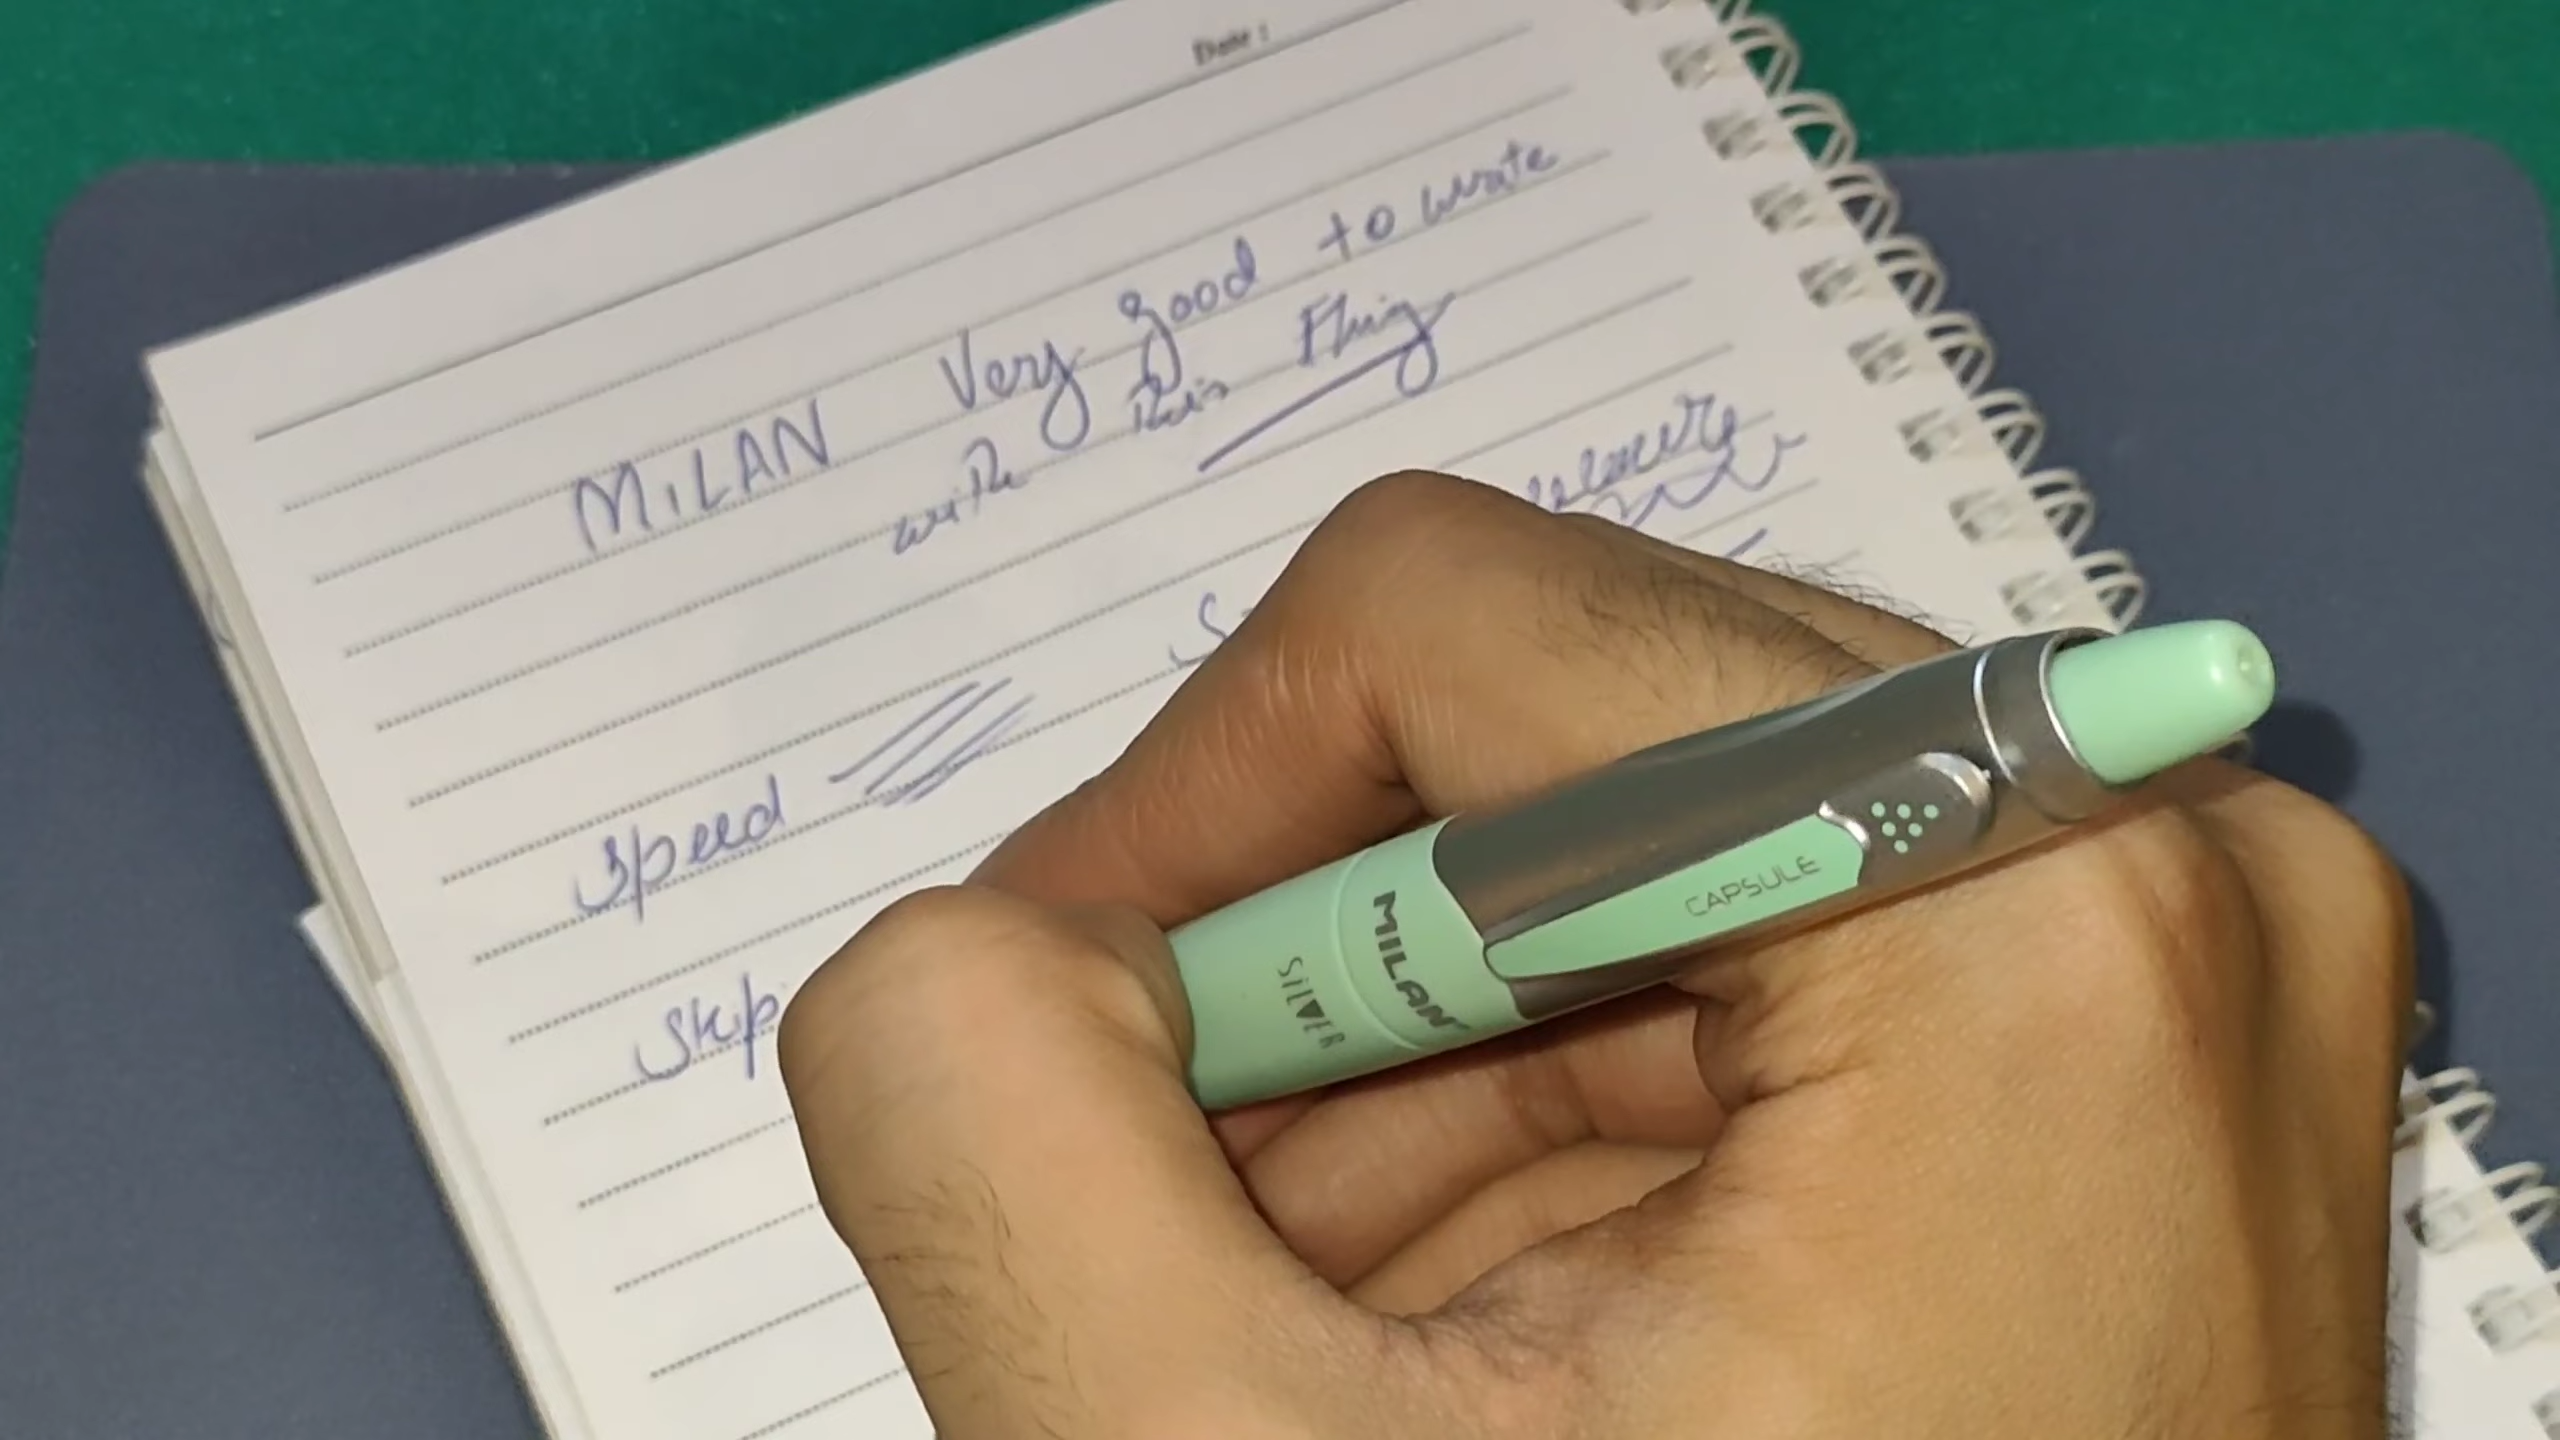 Date :
MiLAN Very good to write
with this Thing
Speed
Skip
MILAN
SILVER
CAPSULE